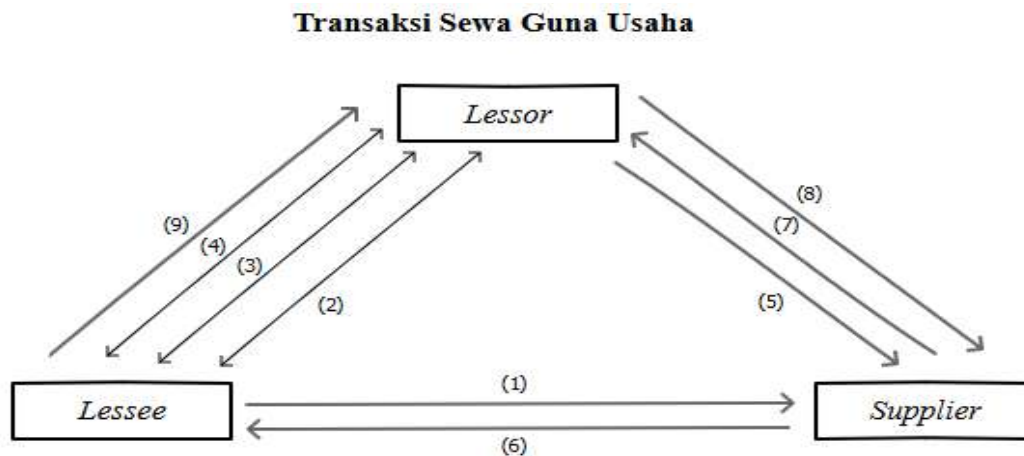 Transaksi Sewa Guna Usaha
Lessor
(9)
(4)
(3)
(2)
(8)
(7)
(5)
(1)
Lessee
Supplier
(6)